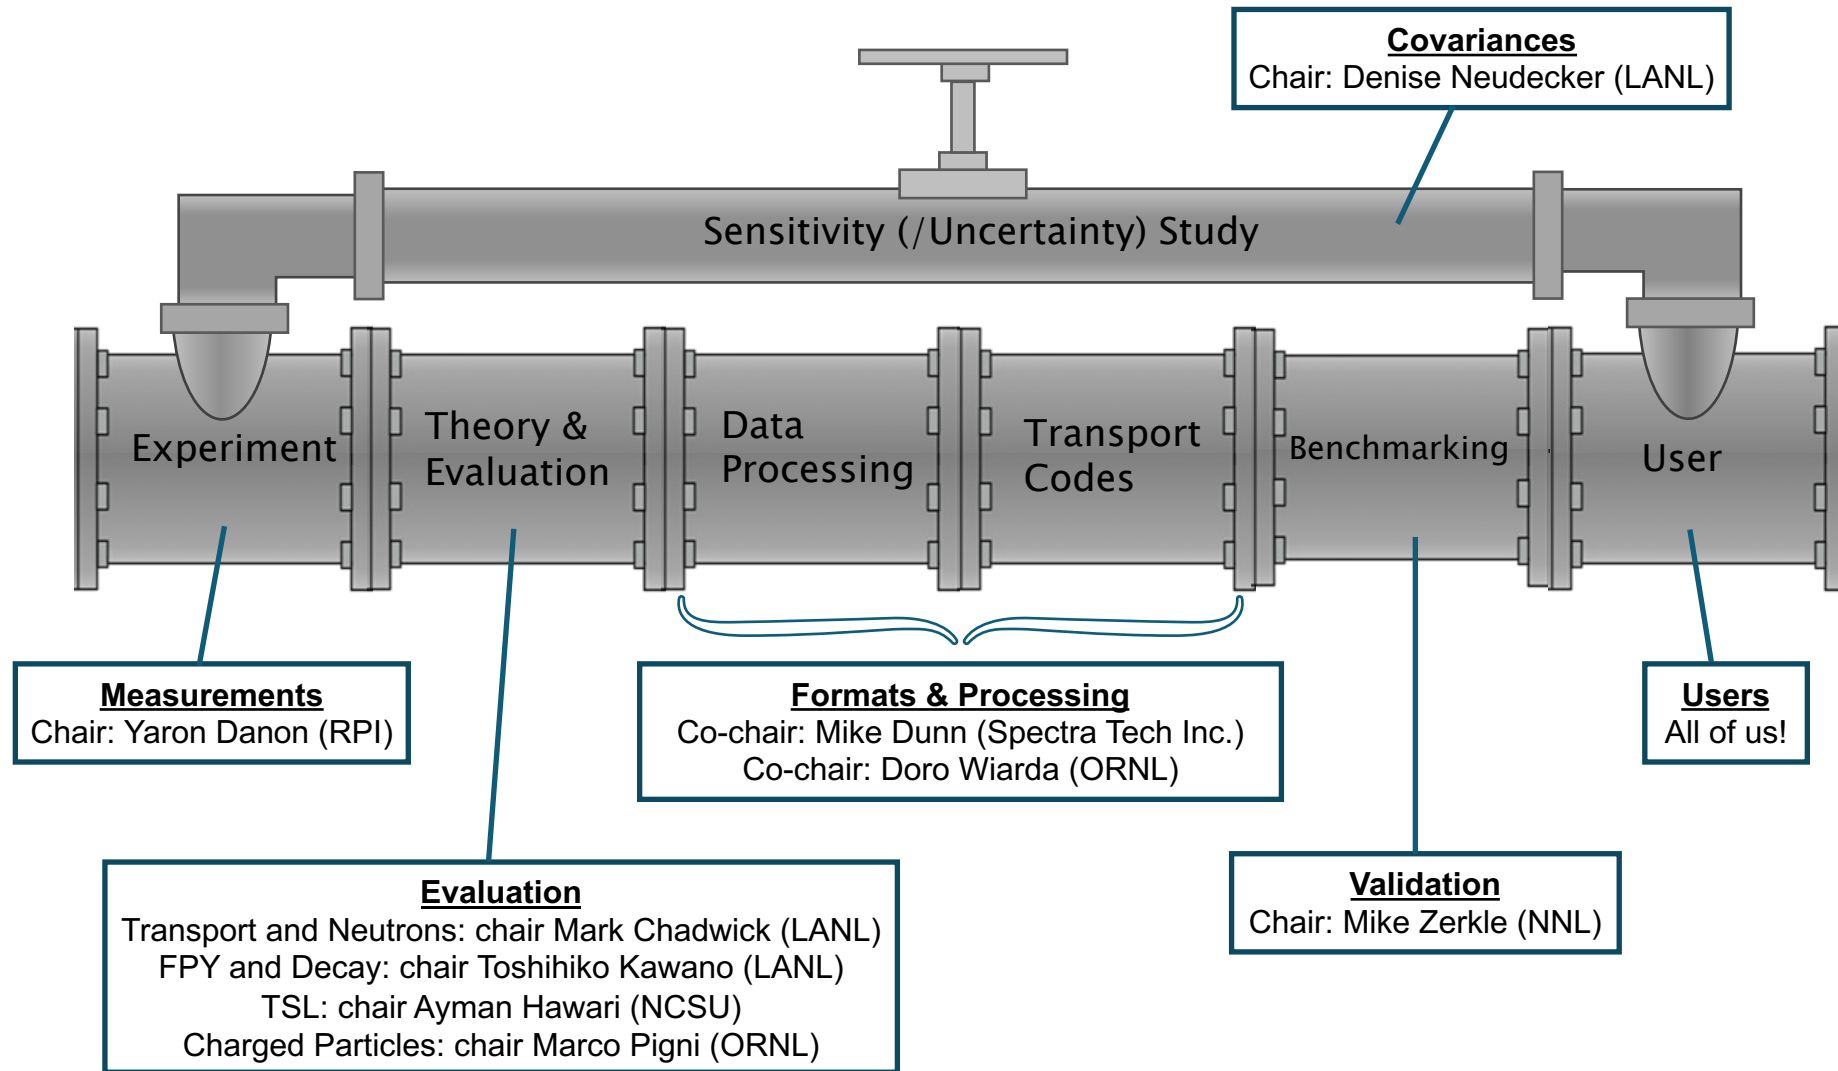 Covariances
Chair: Denise Neudecker (LANL)
Sensitivity (/Uncertainty) Study
Experiment
Theory &
Evaluation
Data
Processing
Transport
Codes
Benchmarking
User
Measurements
Chair: Yaron Danon (RPI)
Formats & Processing
Co-chair: Mike Dunn (Spectra Tech Inc.)
Co-chair: Doro Wiarda (ORNL)
Users
All of us!
Evaluation
Transport and Neutrons: chair Mark Chadwick (LANL)
FPY and Decay: chair Toshihiko Kawano (LANL)
TSL: chair Ayman Hawari (NCSU)
Charged Particles: chair Marco Pigni (ORNL)
Validation
Chair: Mike Zerkle (NNL)